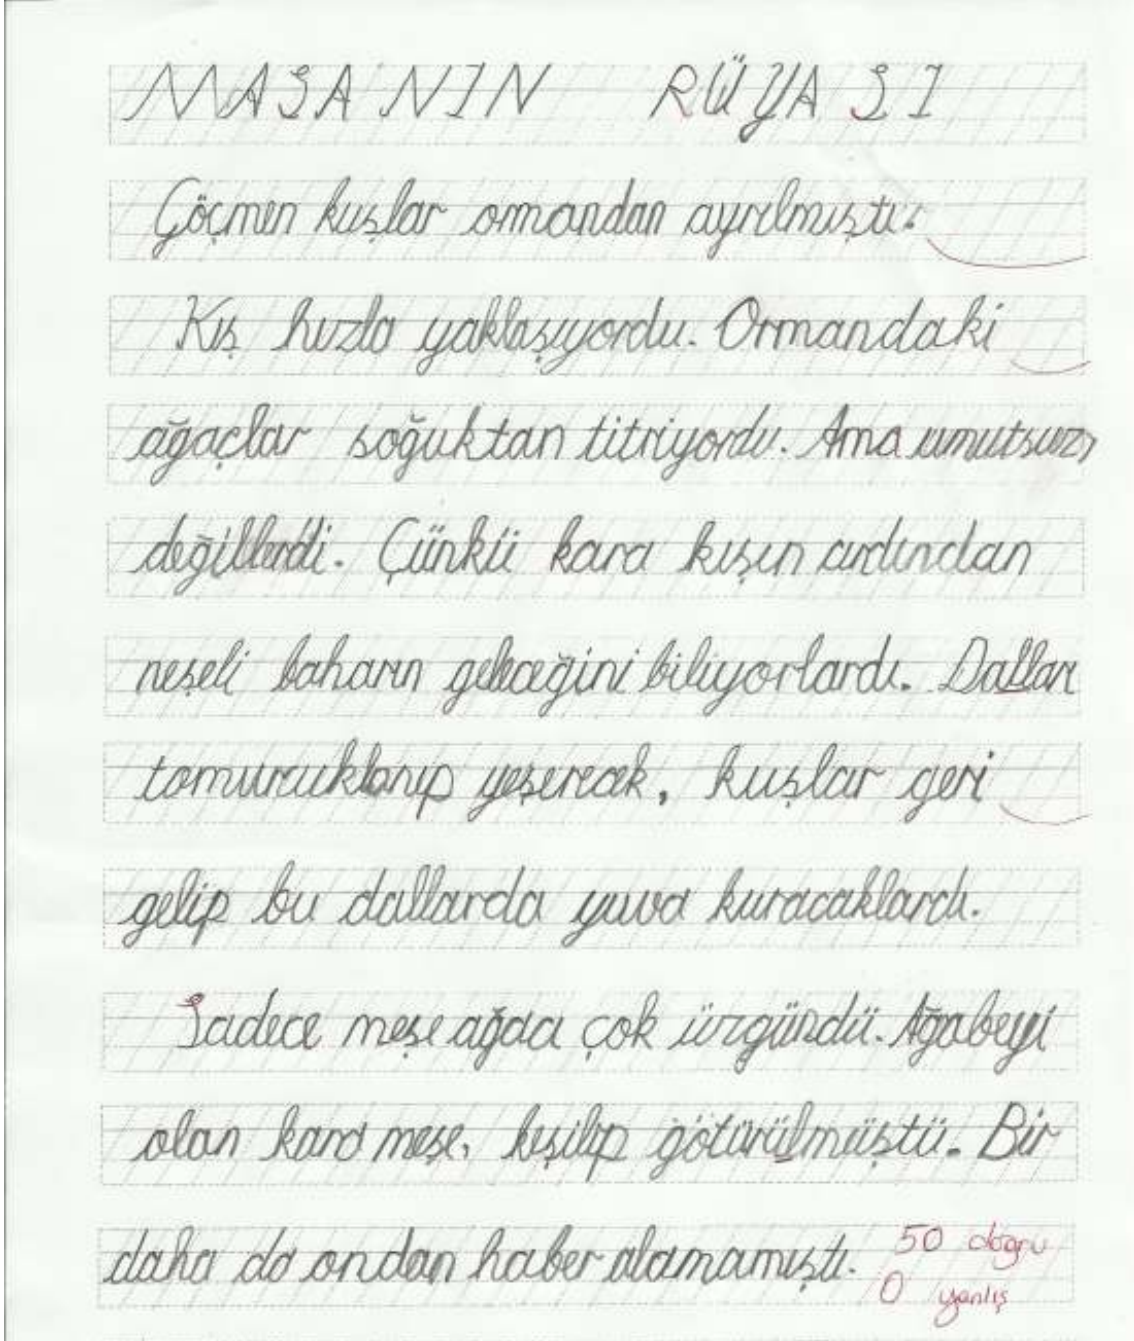 MASANIN RÜYASI
Göçmen kuşlar ormandan ayrılmıştı.
Kış hızla yaklaşıyordu. Ormandaki
ağaçlar soğuktan titriyordu. Ama umutsuz
değillerdi. Çünkü kara kışın ardından
neşeli baharın geleceğini biliyorlardı. Dallar
tomurcuklanıp yeşerecek, kuşlar geri
gelip bu dallarda yuva kuracaklardı.
Sadece meşe ağacı çok üzgündü. Ağabeyi
olan kara meşe, keşilip götürülmüştü. Bir
daha da ondan haber alamamıştı.
50 doğru
0 yanlış